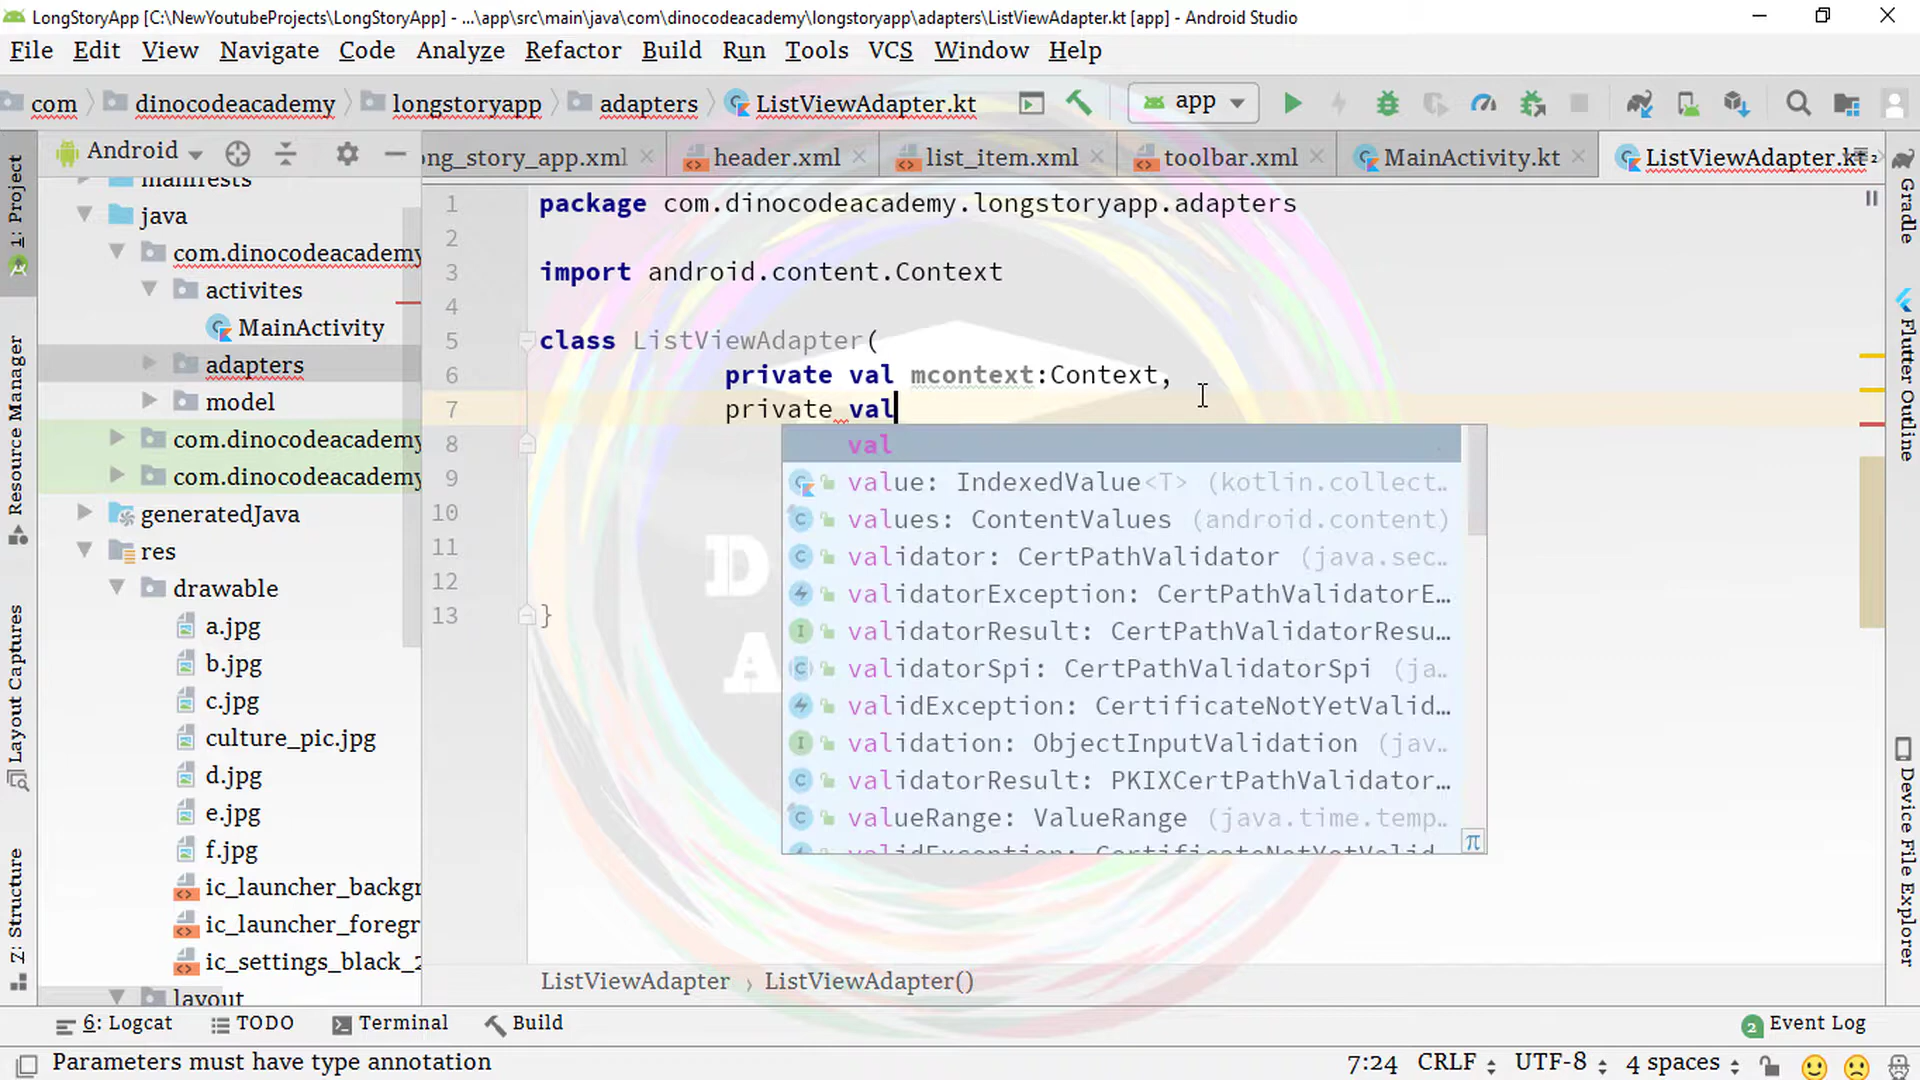 LongStoryApp [C:\NewYoutubeProjects\LongStoryApp] - ...\app\src\main\java\com\dinocodeacademy\longstoryapp\adapters\ListViewAdapter.kt [app] - Android Studio
File Edit View Navigate Code Analyze Refactor Build Run Tools VCS Window Help
com dinocodeacademy longstoryapp adapters ListViewAdapter.kt app
Android
ong_story_app.xml header.xml list_item.xml toolbar.xml MainActivity.kt ListViewAdapter.kt
1: Project
Resource Manager
Layout Captures
Z: Structure
manifests
java
com.dinocodeacademy
activites
MainActivity
adapters
model
com.dinocodeacademy
com.dinocodeacademy
generatedJava
res
drawable
a.jpg
b.jpg
c.jpg
culture_pic.jpg
d.jpg
e.jpg
f.jpg
ic_launcher_backgr
ic_launcher_foregr
ic_settings_black_2
layout
1 package com.dinocodeacademy.longstoryapp.adapters
2
3 import android.content.Context
4
5 class ListViewAdapter(
6 private val mcontext:Context,
7 private val
8
9
10
11
12
13 }
val
value: IndexedValue<T> (kotlin.collect…
values: ContentValues (android.content)
validator: CertPathValidator (java.sec…
validatorException: CertPathValidatorE…
validatorResult: CertPathValidatorResu…
validatorSpi: CertPathValidatorSpi (ja…
validException: CertificateNotYetValid…
validation: ObjectInputValidation (jav…
validatorResult: PKIXCertPathValidator…
valueRange: ValueRange (java.time.temp…
validException: CertificateNotYetValid…
π
D
A
Gradle
Flutter Outline
Device File Explorer
ListViewAdapter › ListViewAdapter()
6: Logcat TODO Terminal Build 2 Event Log
Parameters must have type annotation 7:24 CRLF UTF-8 4 spaces